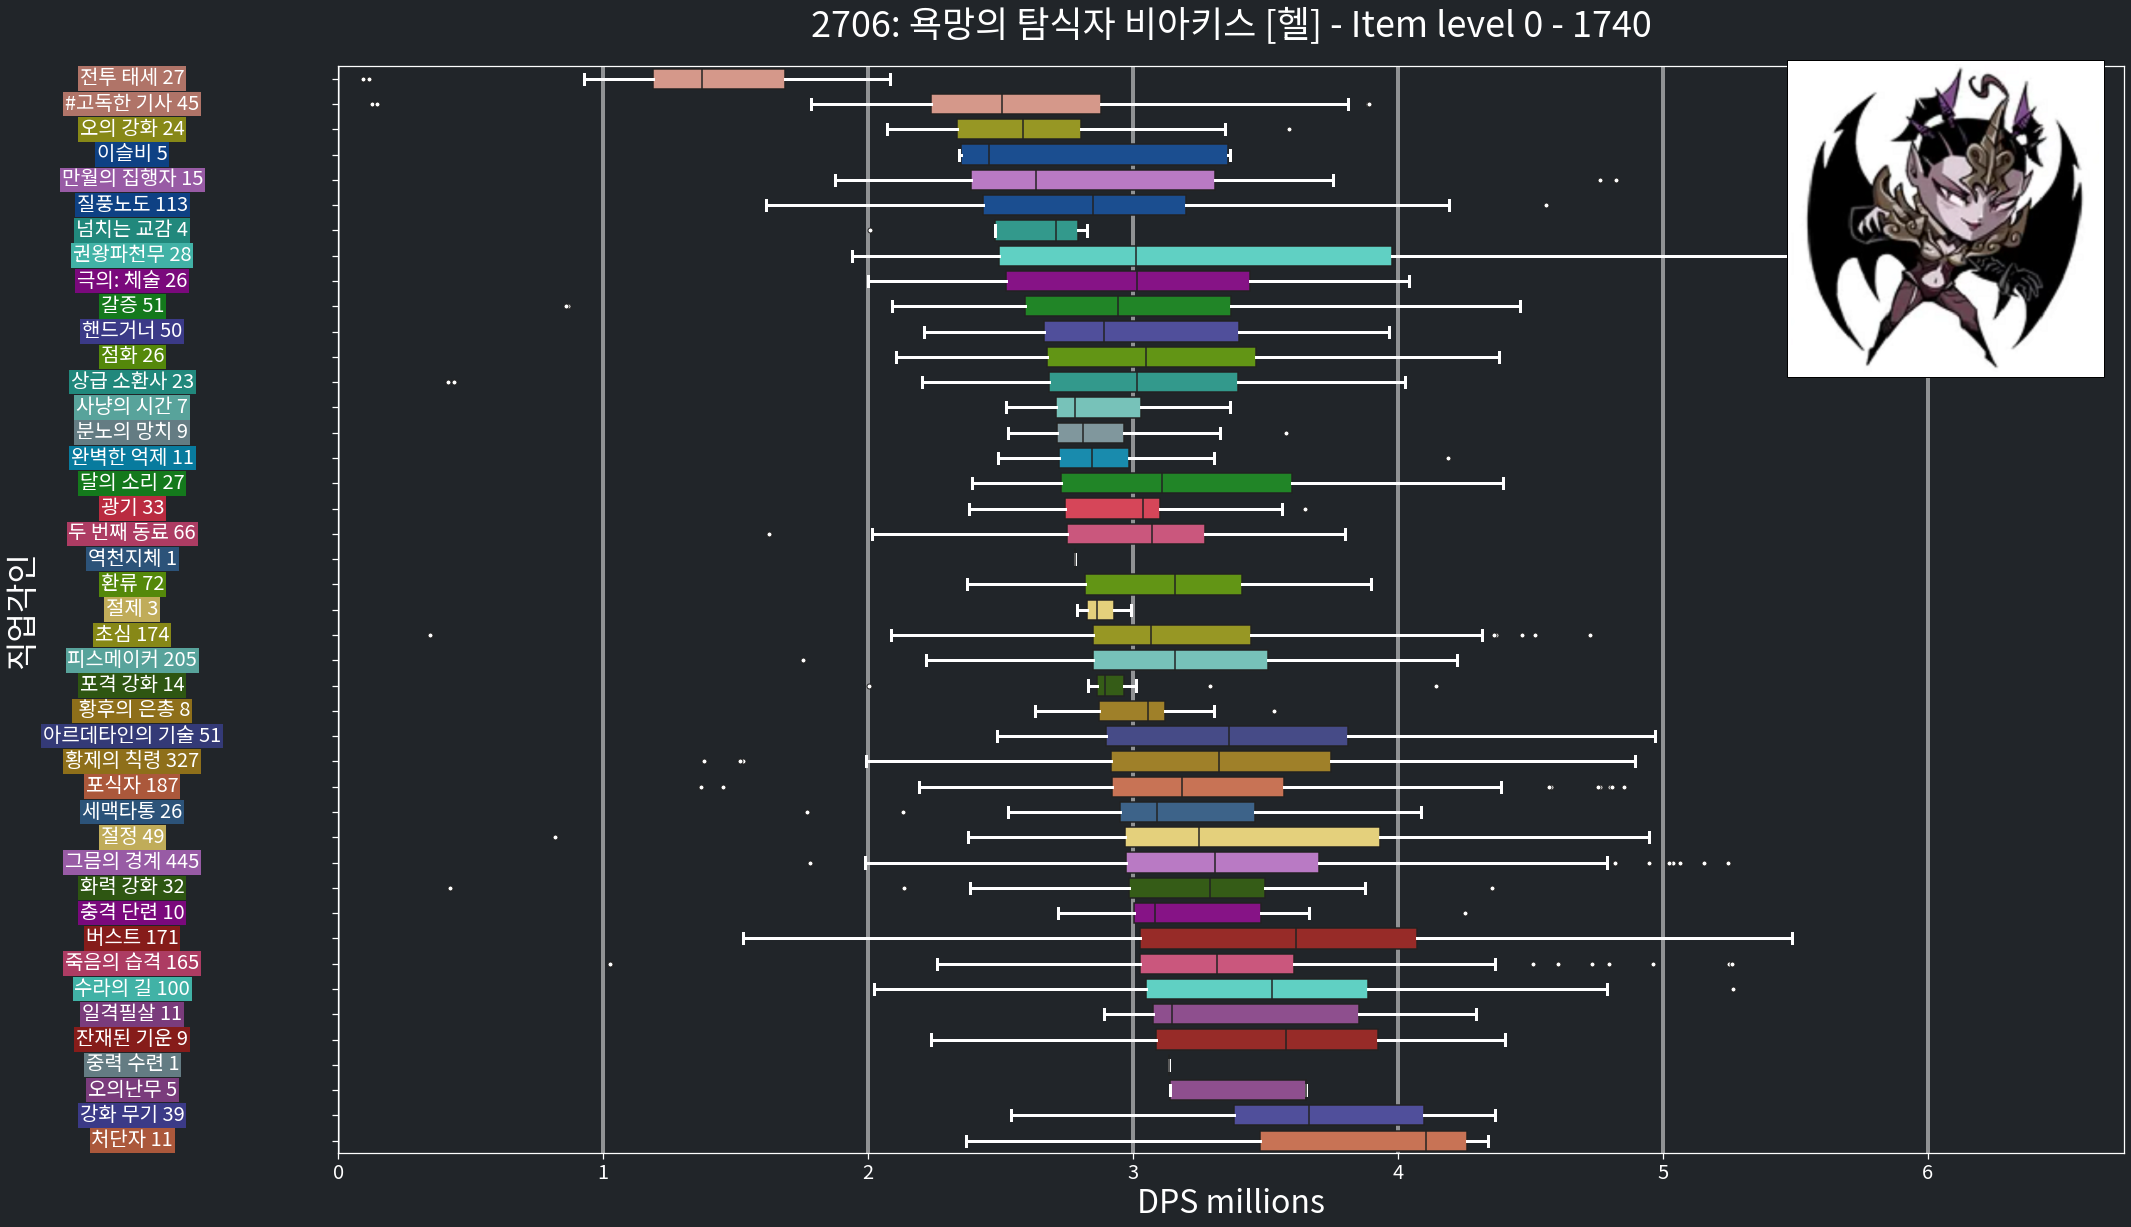 2706: 욕망의 탐식자 비아키스 [헬] - Item level 0 - 1740
전투 태세 27
#고독한 기사 45
오의 강화 24
이슬비 5
만월의 집행자 15
질풍노도 113
넘치는 교감 4
권왕파천무 28
극의: 체술 26
갈증 51
핸드거너 50
점화 26
상급 소환사 23
사냥의 시간 7
분노의 망치 9
완벽한 억제 11
달의 소리 27
광기 33
두 번째 동료 66
역천지체 1
환류 72
절제 3
초심 174
피스메이커 205
포격 강화 14
황후의 은총 8
아르데타인의 기술 51
황제의 칙령 327
포식자 187
세맥타통 26
절정 49
그믐의 경계 445
화력 강화 32
충격 단련 10
버스트 171
죽음의 습격 165
수라의 길 100
일격필살 11
잔재된 기운 9
중력 수련 1
오의난무 5
강화 무기 39
처단자 11
직업각인
0 1 2 3 4 5 6
DPS millions